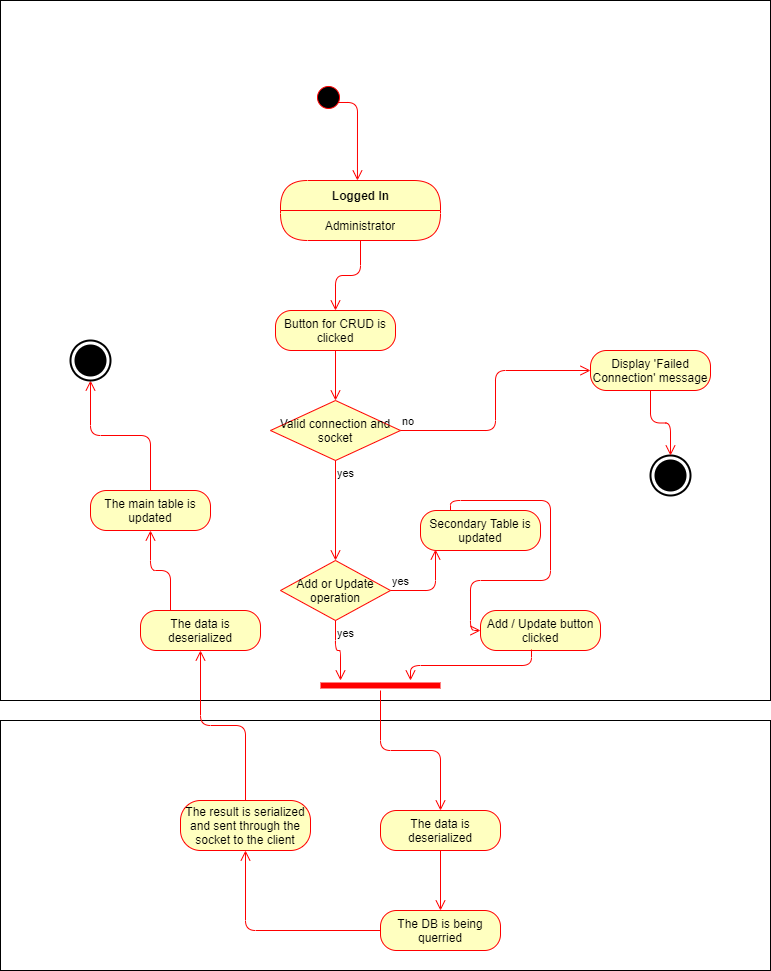 Logged In
Administrator
Button for CRUD is
clicked
Valid connection and
socket
no
Display 'Failed
Connection' message
yes
The main table is
updated
Secondary Table is
updated
Add or Update
operation
yes
yes
Add / Update button
clicked
The data is
deserialized
The result is serialized
and sent through the
socket to the client
The data is
deserialized
The DB is being
querried